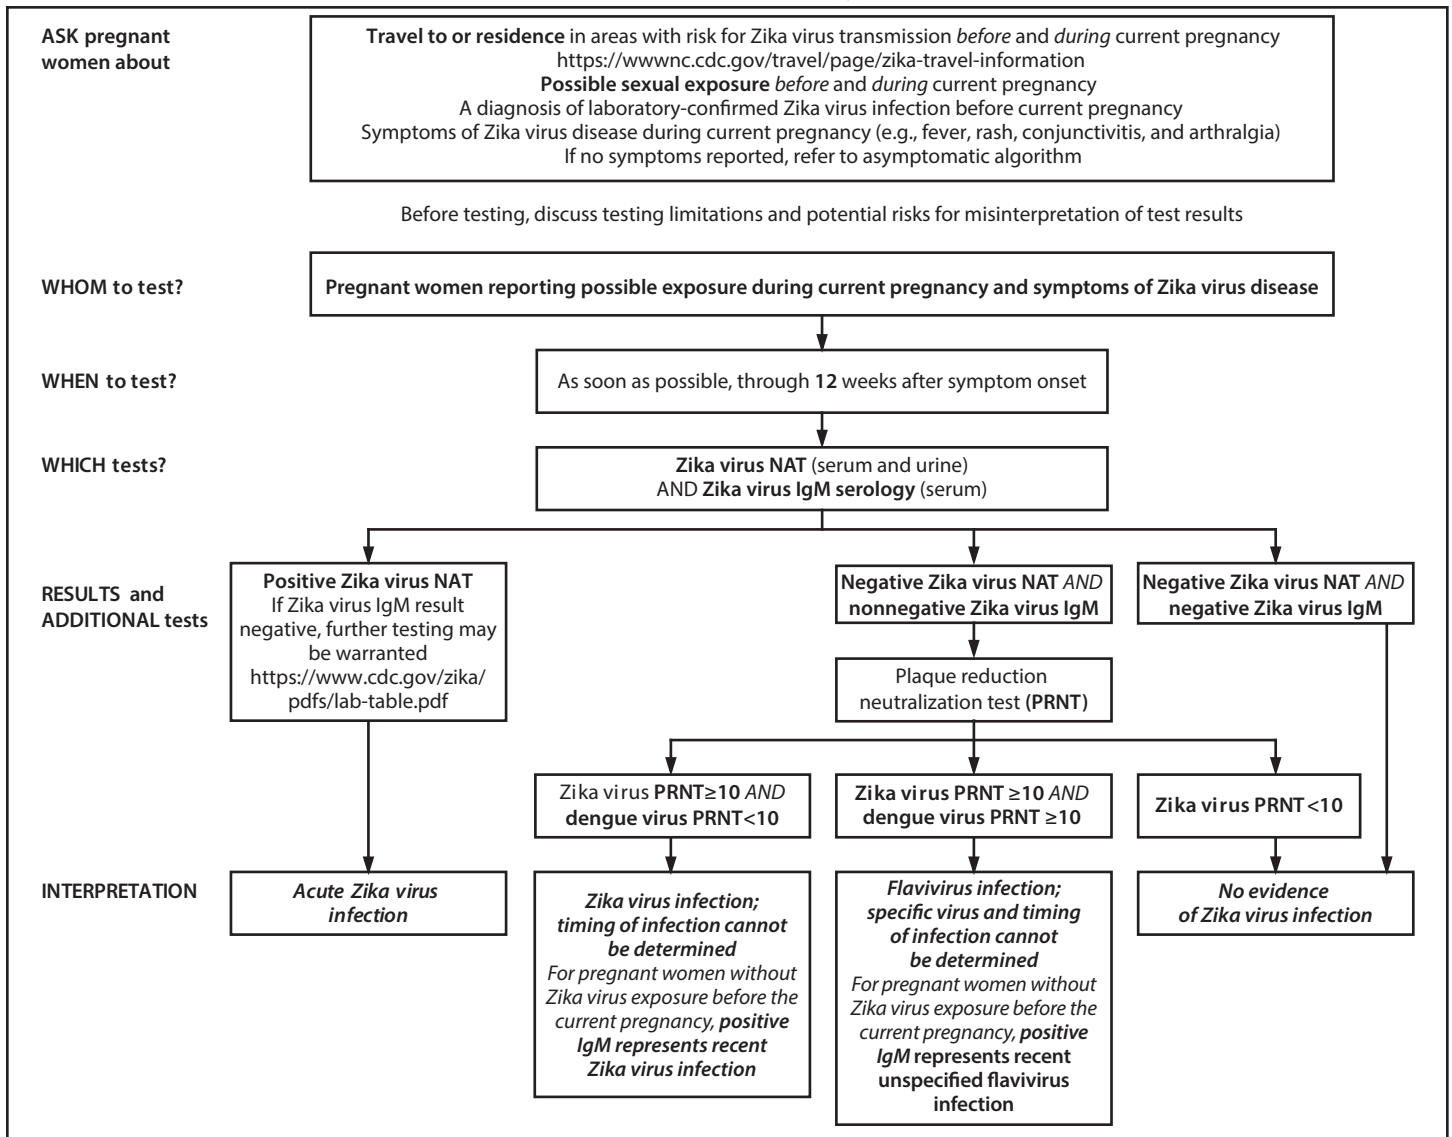 ASK pregnant
women about
Travel to or residence in areas with risk for Zika virus transmission before and during current pregnancy
https://wwwnc.cdc.gov/travel/page/zika-travel-information
Possible sexual exposure before and during current pregnancy
A diagnosis of laboratory-confirmed Zika virus infection before current pregnancy
Symptoms of Zika virus disease during current pregnancy (e.g., fever, rash, conjunctivitis, and arthralgia)
If no symptoms reported, refer to asymptomatic algorithm
Before testing, discuss testing limitations and potential risks for misinterpretation of test results
WHOM to test?
Pregnant women reporting possible exposure during current pregnancy and symptoms of Zika virus disease
WHEN to test?
As soon as possible, through 12 weeks after symptom onset
WHICH tests?
Zika virus NAT (serum and urine)
AND Zika virus IgM serology (serum)
RESULTS and
ADDITIONAL tests
Positive Zika virus NAT
If Zika virus IgM result
negative, further testing may
be warranted
https://www.cdc.gov/zika/
pdfs/lab-table.pdf
Negative Zika virus NAT AND
nonnegative Zika virus IgM
Negative Zika virus NAT AND
negative Zika virus IgM
Plaque reduction
neutralization test (PRNT)
Zika virus PRNT≥10 AND
dengue virus PRNT<10
Zika virus PRNT ≥10 AND
dengue virus PRNT ≥10
Zika virus PRNT <10
INTERPRETATION
Acute Zika virus
infection
Zika virus infection;
timing of infection cannot
be determined
For pregnant women without
Zika virus exposure before the
current pregnancy, positive
IgM represents recent
Zika virus infection
Flavivirus infection;
specific virus and timing
of infection cannot
be determined
For pregnant women without
Zika virus exposure before the
current pregnancy, positive
IgM represents recent
unspecified flavivirus
infection
No evidence
of Zika virus infection